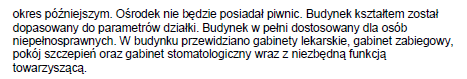 okres późniejszym. Ośrodek nie będzie posiadał piwnic. Budynek kształtem został
dopasowany do parametrów działki. Budynek w pełni dostosowany dla osób
niepełnosprawnych. W budynku przewidziano gabinety lekarskie, gabinet zabiegowy,
pokój szczepień oraz gabinet stomatologiczny wraz z niezbędną funkcją
towarzyszącą.